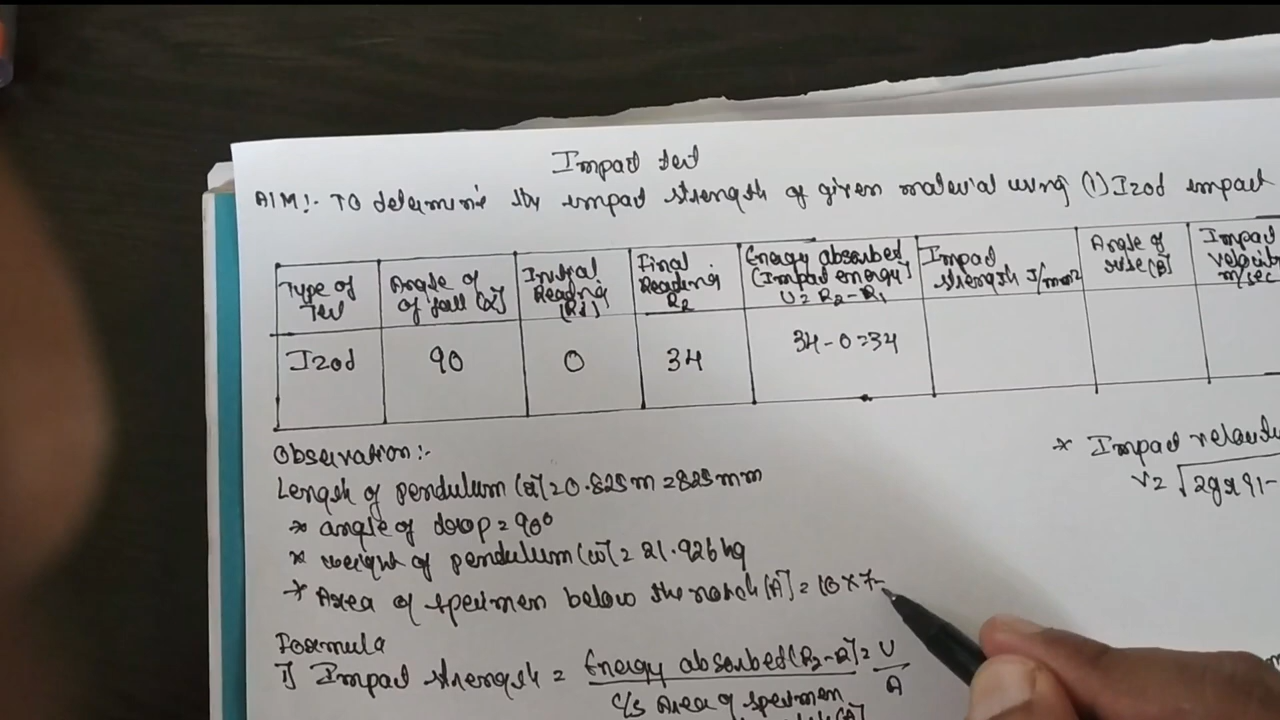 Impact test
AIM:- To determine the impact strength of given material using (1) Izod impact
Type of Test
Angle of of fall [α]
Initial Reading [R1]
Final Reading R2
Energy absorbed [Impact energy] U = R2 - R1
Impact strength J/mm2
Angle of rise [β]
Impact velocity m/sec
Izod
90
0
34
34-0=34
Observation:-
Length of pendulum = 0.825m = 825mm
* angle of drop = 90°
* weight of pendulum (w) = 21.926 kg
* Area of specimen below the notch [A] = 10 x 7
* Impact velocity
V = √2g
Formula
1] Impact strength = Energy absorbed (R2-R1) = U
c/s Area of specimen A
[A]